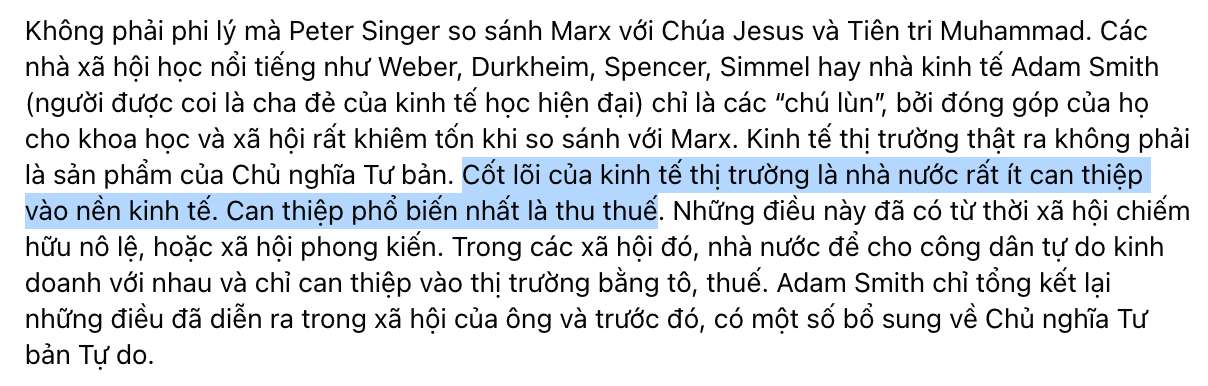 Không phải phi lý mà Peter Singer so sánh Marx với Chúa Jesus và Tiên tri Muhammad. Các
nhà xã hội học nổi tiếng như Weber, Durkheim, Spencer, Simmel hay nhà kinh tế Adam Smith
(người được coi là cha đẻ của kinh tế học hiện đại) chỉ là các “chú lùn”, bởi đóng góp của họ
cho khoa học và xã hội rất khiêm tốn khi so sánh với Marx. Kinh tế thị trường thật ra không phải
là sản phẩm của Chủ nghĩa Tư bản. Cốt lõi của kinh tế thị trường là nhà nước rất ít can thiệp
vào nền kinh tế. Can thiệp phổ biến nhất là thu thuế. Những điều này đã có từ thời xã hội chiếm
hữu nô lệ, hoặc xã hội phong kiến. Trong các xã hội đó, nhà nước để cho công dân tự do kinh
doanh với nhau và chỉ can thiệp vào thị trường bằng tô, thuế. Adam Smith chỉ tổng kết lại
những điều đã diễn ra trong xã hội của ông và trước đó, có một số bổ sung về Chủ nghĩa Tư
bản Tự do.